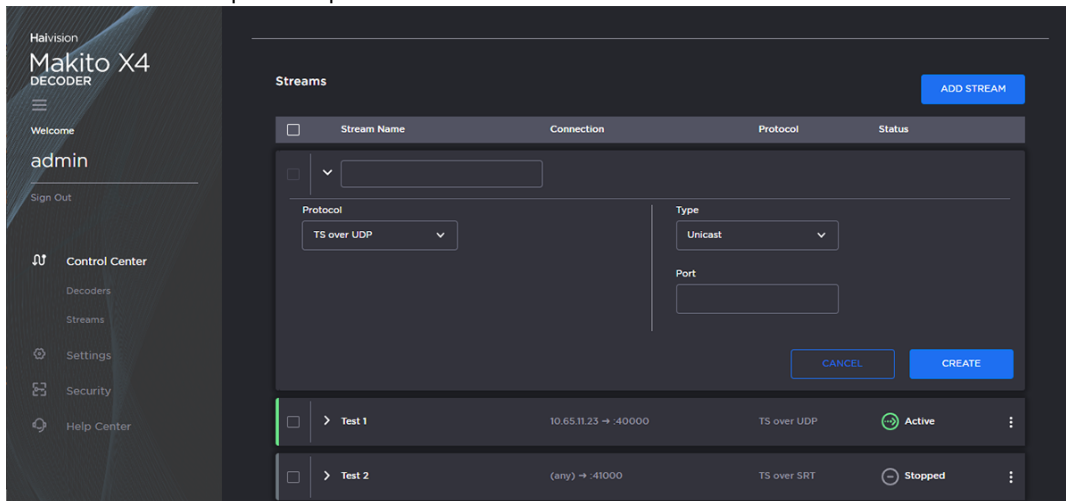 Haivision
Makito X4
DECODER
Welcome
admin
Sign Out
Control Center
Decoders
Streams
Settings
Security
Help Center
Streams
ADD STREAM
Stream Name Connection Protocol Status
Protocol Type
TS over UDP Unicast
Port
CANCEL CREATE
Test 1 10.65.11.23 → :40000 TS over UDP Active
Test 2 (any) → :41000 TS over SRT Stopped